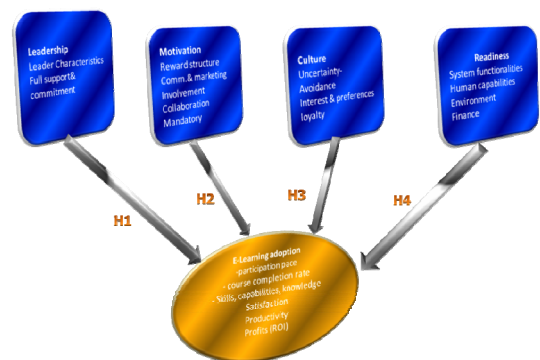 Leadership
Leader Characteristics
Full support&
commitment
Motivation
Reward structure
Comm.& marketing
Involvement
Collaboration
Mandatory
Culture
Uncertainty-
Avoidance
Interest & preferences
loyalty
Readiness
System functionalities
Human capabilities
Environment
Finance
H1
H2
H3
H4
E-Learning adoption
-participation pace
- course completion rate
- Skills, capabilities, knowledge
Satisfaction
Productivity
Profits (ROI)